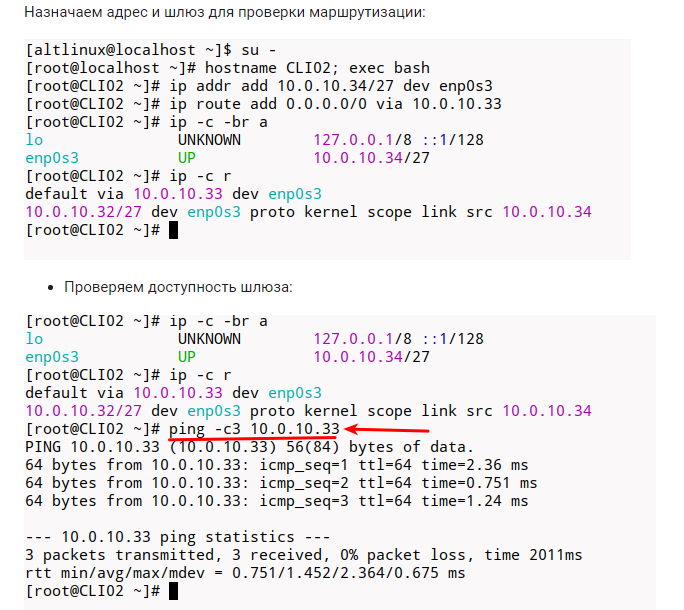 Назначаем адрес и шлюз для проверки маршрутизации:
[altlinux@localhost ~]$ su -
[root@localhost ~]# hostname CLI02; exec bash
[root@CLI02 ~]# ip addr add 10.0.10.34/27 dev enp0s3
[root@CLI02 ~]# ip route add 0.0.0.0/0 via 10.0.10.33
[root@CLI02 ~]# ip -c -br a
lo UNKNOWN 127.0.0.1/8 ::1/128
enp0s3 UP 10.0.10.34/27
[root@CLI02 ~]# ip -c r
default via 10.0.10.33 dev enp0s3
10.0.10.32/27 dev enp0s3 proto kernel scope link src 10.0.10.34
[root@CLI02 ~]#
• Проверяем доступность шлюза:
[root@CLI02 ~]# ip -c -br a
lo UNKNOWN 127.0.0.1/8 ::1/128
enp0s3 UP 10.0.10.34/27
[root@CLI02 ~]# ip -c r
default via 10.0.10.33 dev enp0s3
10.0.10.32/27 dev enp0s3 proto kernel scope link src 10.0.10.34
[root@CLI02 ~]# ping -c3 10.0.10.33
PING 10.0.10.33 (10.0.10.33) 56(84) bytes of data.
64 bytes from 10.0.10.33: icmp_seq=1 ttl=64 time=2.36 ms
64 bytes from 10.0.10.33: icmp_seq=2 ttl=64 time=0.751 ms
64 bytes from 10.0.10.33: icmp_seq=3 ttl=64 time=1.24 ms
--- 10.0.10.33 ping statistics ---
3 packets transmitted, 3 received, 0% packet loss, time 2011ms
rtt min/avg/max/mdev = 0.751/1.452/2.364/0.675 ms
[root@CLI02 ~]#